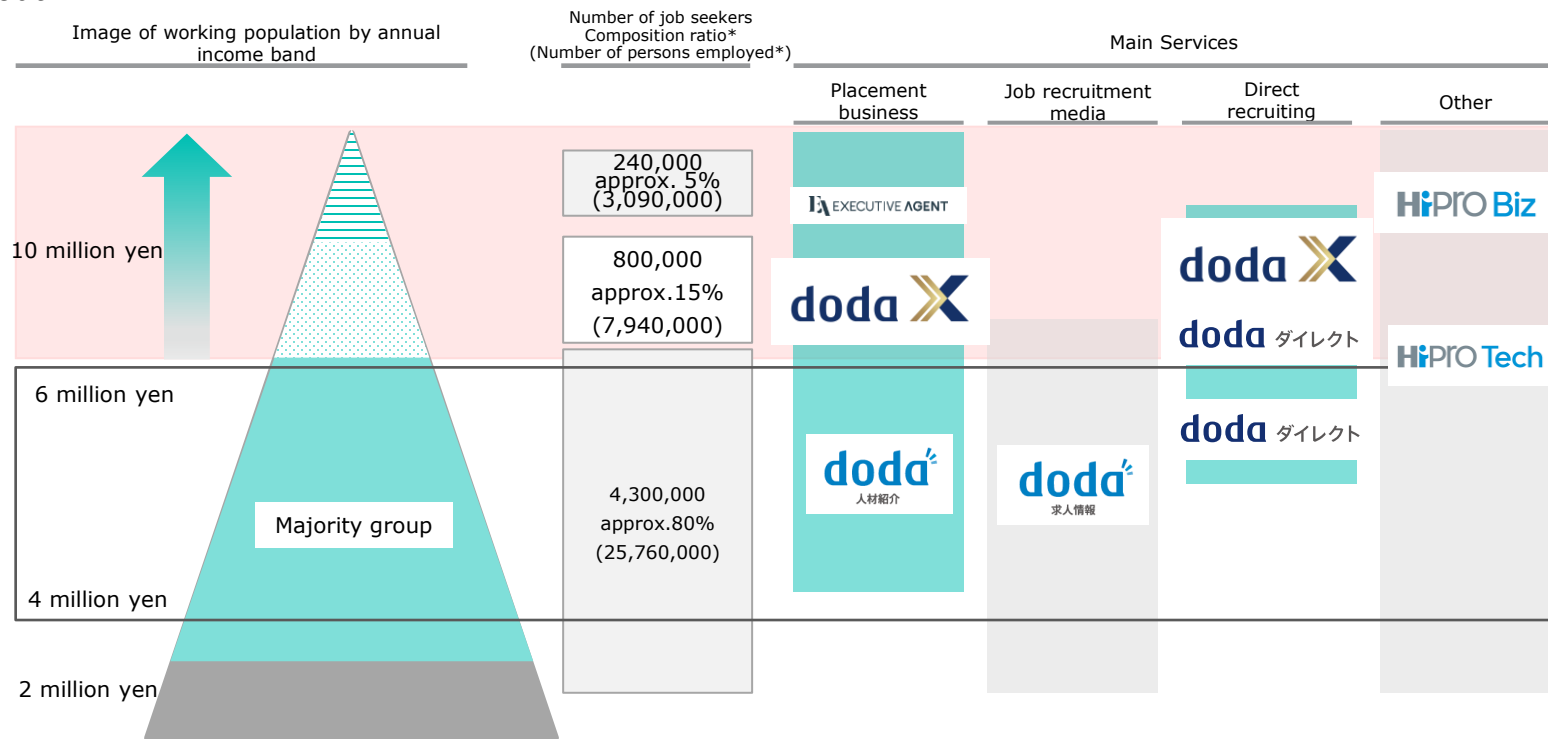 Image of working population by annual
income band
Number of job seekers
Composition ratio*
(Number of persons employed*)
Main Services
Placement
business
Job recruitment
media
Direct
recruiting
Other
10 million yen
6 million yen
4 million yen
2 million yen
Majority group
240,000
approx. 5%
(3,090,000)
800,000
approx.15%
(7,940,000)
4,300,000
approx.80%
(25,760,000)
EXECUTIVE AGENT
doda X
doda
人材紹介
doda
求人情報
doda X
doda ダイレクト
doda ダイレクト
HiPro Biz
HiPro Tech